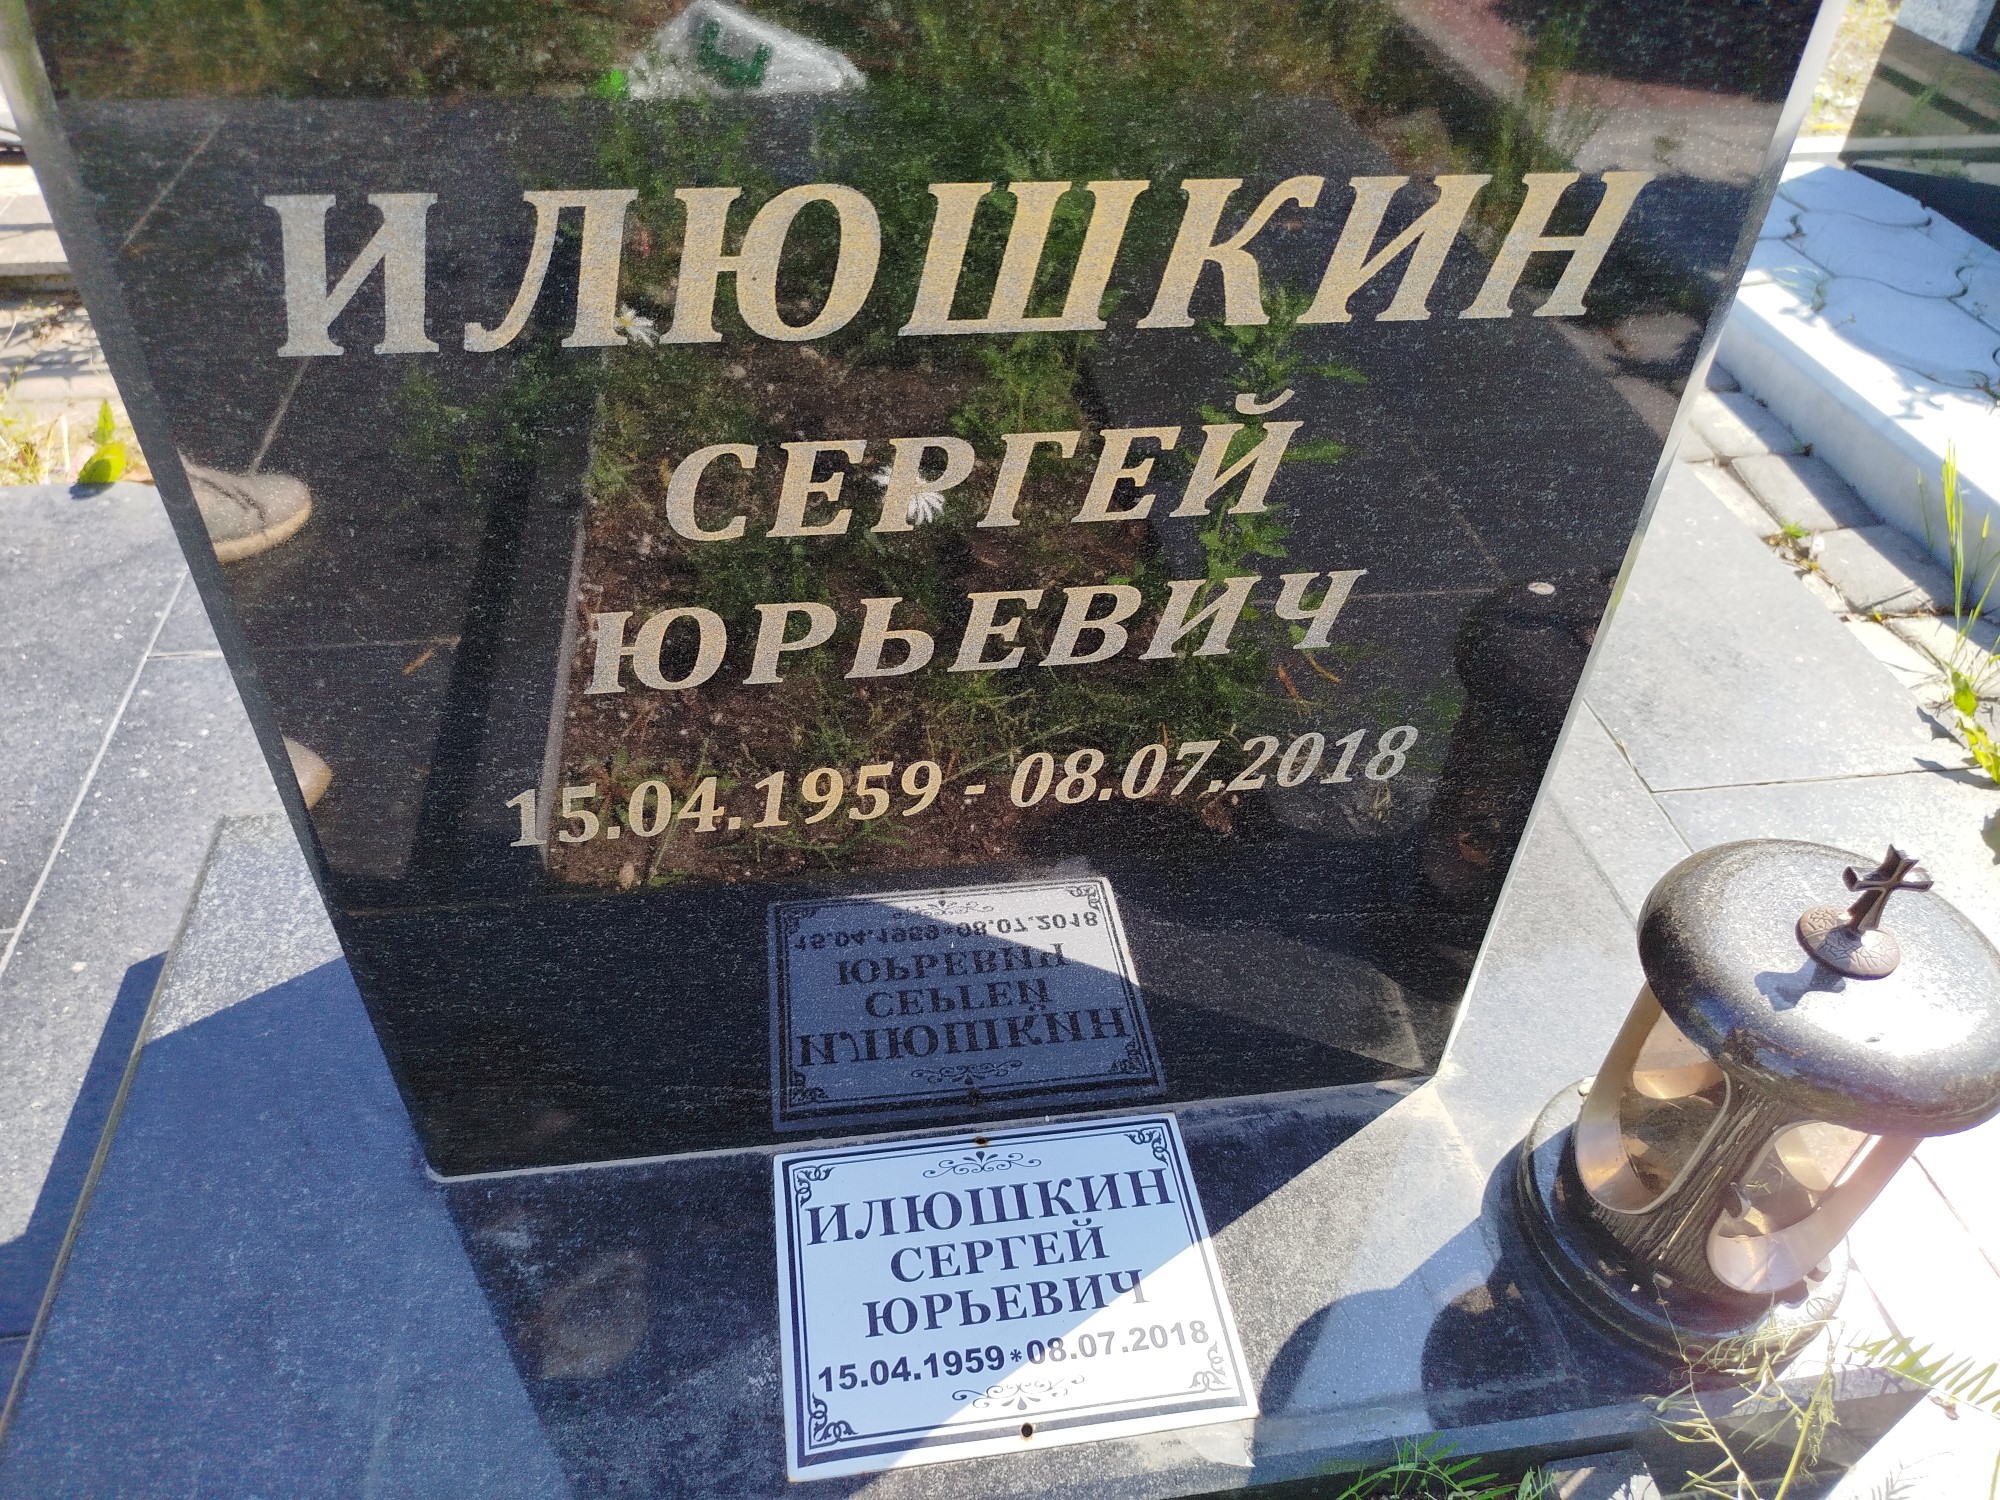 ИЛЮШКИН
СЕРГЕЙ
ЮРЬЕВИЧ
15.04.1959 - 08.07.2018
ИЛЮШКИН
СЕРГЕЙ
ЮРЬЕВИЧ
15.04.1959*08.07.2018